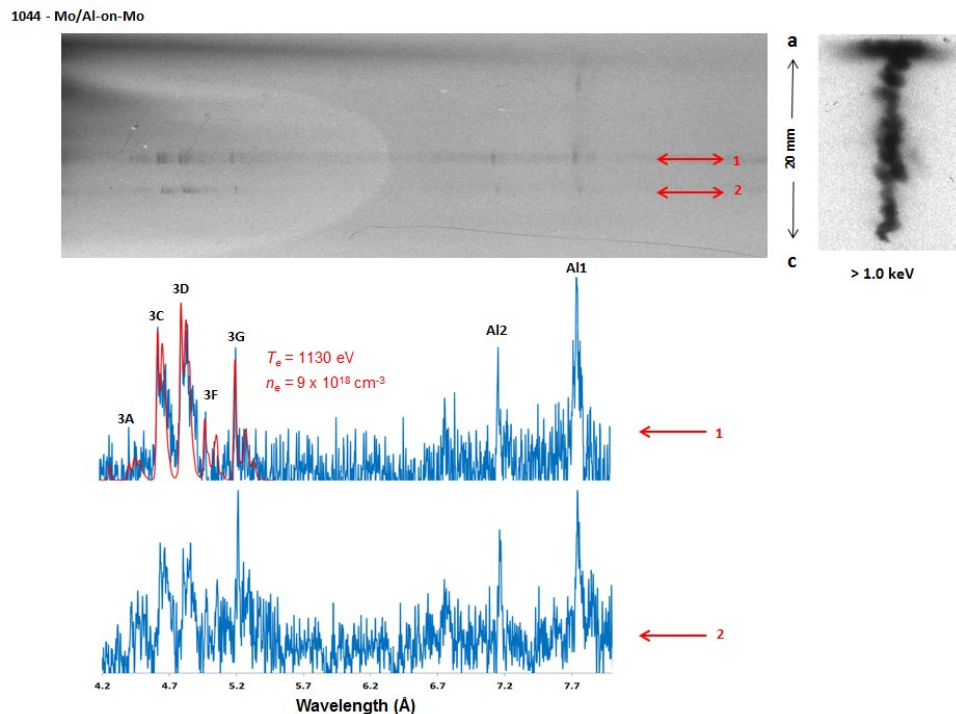 1044 - Mo/Al-on-Mo
a
20 mm
1
2
c
> 1.0 keV
Al1
3D
3C
Al2
3G
Tₑ = 1130 eV
3F
nₑ = 9 x 10¹⁸ cm⁻³
3A
1
2
4.2 4.7 5.2 5.7 6.2 6.7 7.2 7.7
Wavelength (Å)